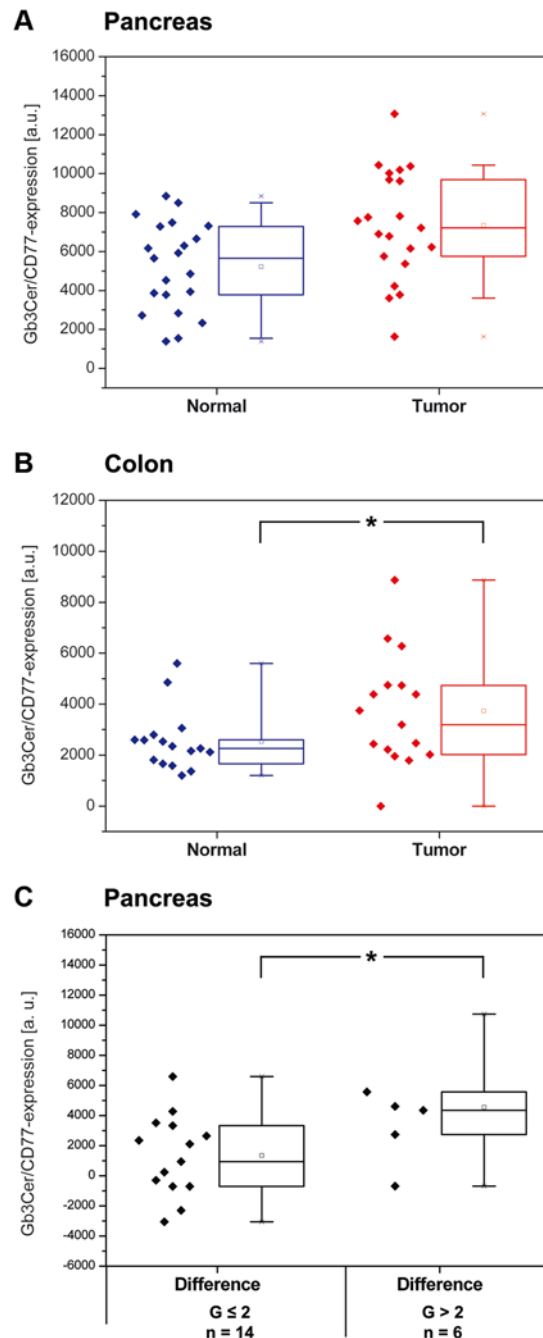 A Pancreas
16000
14000
12000
10000
8000
6000
4000
2000
0
Gb3Cer/CD77-expression [a.u.]
Normal Tumor
B Colon
12000
10000
8000
6000
4000
2000
0
Gb3Cer/CD77-expression [a.u.]
*
Normal Tumor
C Pancreas
16000
14000
12000
10000
8000
6000
4000
2000
0
-2000
-4000
-6000
Gb3Cer/CD77-expression [a. u.]
*
Difference Difference
G ≤ 2 G > 2
n = 14 n = 6